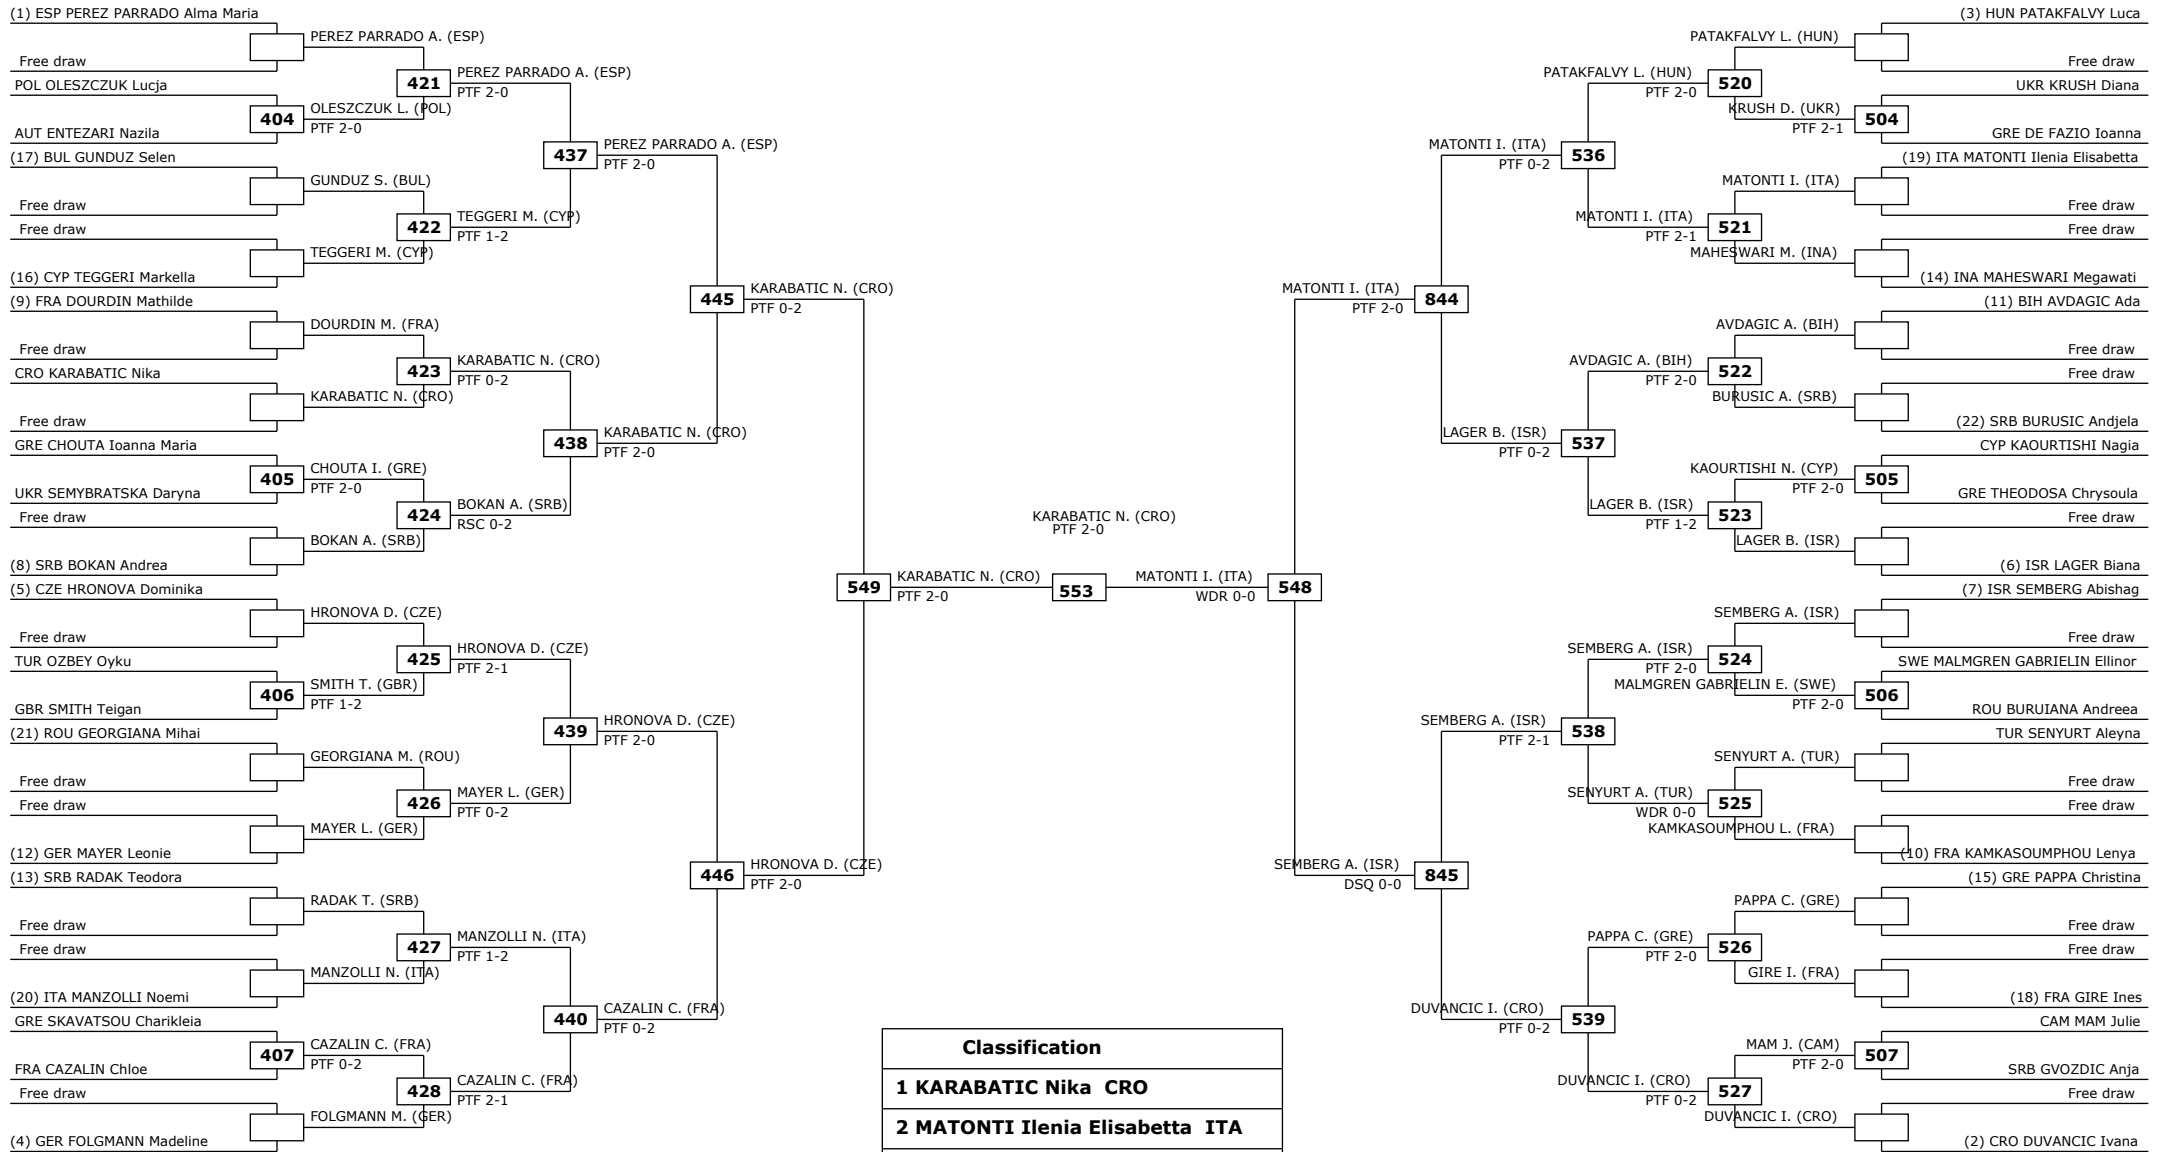 (1) ESP PEREZ PARRADO Alma Maria
PEREZ PARRADO A. (ESP)
Free draw
421
PEREZ PARRADO A. (ESP)
PTF 2-0
POL OLESZCZUK Lucja
404
OLESZCZUK L. (POL)
PTF 2-0
AUT ENTEZARI Nazila
437
PEREZ PARRADO A. (ESP)
PTF 2-0
(17) BUL GUNDUZ Selen
GUNDUZ S. (BUL)
Free draw
422
TEGGERI M. (CYP)
PTF 1-2
Free draw
TEGGERI M. (CYP)
(16) CYP TEGGERI Markella
445
KARABATIC N. (CRO)
PTF 0-2
(9) FRA DOURDIN Mathilde
DOURDIN M. (FRA)
Free draw
423
KARABATIC N. (CRO)
PTF 0-2
CRO KARABATIC Nika
KARABATIC N. (CRO)
Free draw
438
KARABATIC N. (CRO)
PTF 2-0
GRE CHOUTA Ioanna Maria
405
CHOUTA I. (GRE)
PTF 2-0
UKR SEMYBRATSKA Daryna
424
BOKAN A. (SRB)
RSC 0-2
Free draw
BOKAN A. (SRB)
(8) SRB BOKAN Andrea
549
KARABATIC N. (CRO)
PTF 2-0
(5) CZE HRONOVA Dominika
HRONOVA D. (CZE)
Free draw
425
HRONOVA D. (CZE)
PTF 2-1
TUR OZBEY Oyku
406
SMITH T. (GBR)
PTF 1-2
GBR SMITH Teigan
439
HRONOVA D. (CZE)
PTF 2-0
(21) ROU GEORGIANA Mihai
GEORGIANA M. (ROU)
Free draw
426
MAYER L. (GER)
PTF 0-2
Free draw
MAYER L. (GER)
(12) GER MAYER Leonie
446
HRONOVA D. (CZE)
PTF 2-0
(13) SRB RADAK Teodora
RADAK T. (SRB)
Free draw
427
MANZOLLI N. (ITA)
PTF 1-2
Free draw
MANZOLLI N. (ITA)
(20) ITA MANZOLLI Noemi
440
CAZALIN C. (FRA)
PTF 0-2
GRE SKAVATSOU Charikleia
407
CAZALIN C. (FRA)
PTF 0-2
FRA CAZALIN Chloe
428
CAZALIN C. (FRA)
PTF 2-1
Free draw
FOLGMANN M. (GER)
(4) GER FOLGMANN Madeline
KARABATIC N. (CRO)
PTF 2-0
553
(3) HUN PATAKFALVY Luca
PATAKFALVY L. (HUN)
Free draw
PATAKFALVY L. (HUN)
PTF 2-0
520
UKR KRUSH Diana
KRUSH D. (UKR)
PTF 2-1
504
GRE DE FAZIO Ioanna
MATONTI I. (ITA)
PTF 0-2
536
(19) ITA MATONTI Ilenia Elisabetta
MATONTI I. (ITA)
Free draw
MATONTI I. (ITA)
PTF 2-1
521
Free draw
MAHESWARI M. (INA)
(14) INA MAHESWARI Megawati
MATONTI I. (ITA)
PTF 2-0
844
(11) BIH AVDAGIC Ada
AVDAGIC A. (BIH)
Free draw
AVDAGIC A. (BIH)
PTF 2-0
522
Free draw
BURUSIC A. (SRB)
(22) SRB BURUSIC Andjela
LAGER B. (ISR)
PTF 0-2
537
CYP KAOURTISHI Nagia
KAOURTISHI N. (CYP)
PTF 2-0
505
GRE THEODOSA Chrysoula
LAGER B. (ISR)
PTF 1-2
523
Free draw
LAGER B. (ISR)
(6) ISR LAGER Biana
MATONTI I. (ITA)
WDR 0-0
548
(7) ISR SEMBERG Abishag
SEMBERG A. (ISR)
Free draw
SEMBERG A. (ISR)
PTF 2-0
524
SWE MALMGREN GABRIELIN Ellinor
MALMGREN GABRIELIN E. (SWE)
PTF 2-0
506
ROU BURUIANA Andreea
SEMBERG A. (ISR)
PTF 2-1
538
TUR SENYURT Aleyna
SENYURT A. (TUR)
Free draw
SENYURT A. (TUR)
WDR 0-0
525
Free draw
KAMKASOUMPHOU L. (FRA)
(10) FRA KAMKASOUMPHOU Lenya
SEMBERG A. (ISR)
DSQ 0-0
845
(15) GRE PAPPA Christina
PAPPA C. (GRE)
Free draw
PAPPA C. (GRE)
PTF 2-0
526
Free draw
GIRE I. (FRA)
(18) FRA GIRE Ines
DUVANCIC I. (CRO)
PTF 0-2
539
CAM MAM Julie
MAM J. (CAM)
PTF 2-0
507
SRB GVOZDIC Anja
DUVANCIC I. (CRO)
PTF 0-2
527
Free draw
DUVANCIC I. (CRO)
(2) CRO DUVANCIC Ivana
Classification
1 KARABATIC Nika CRO
2 MATONTI Ilenia Elisabetta ITA